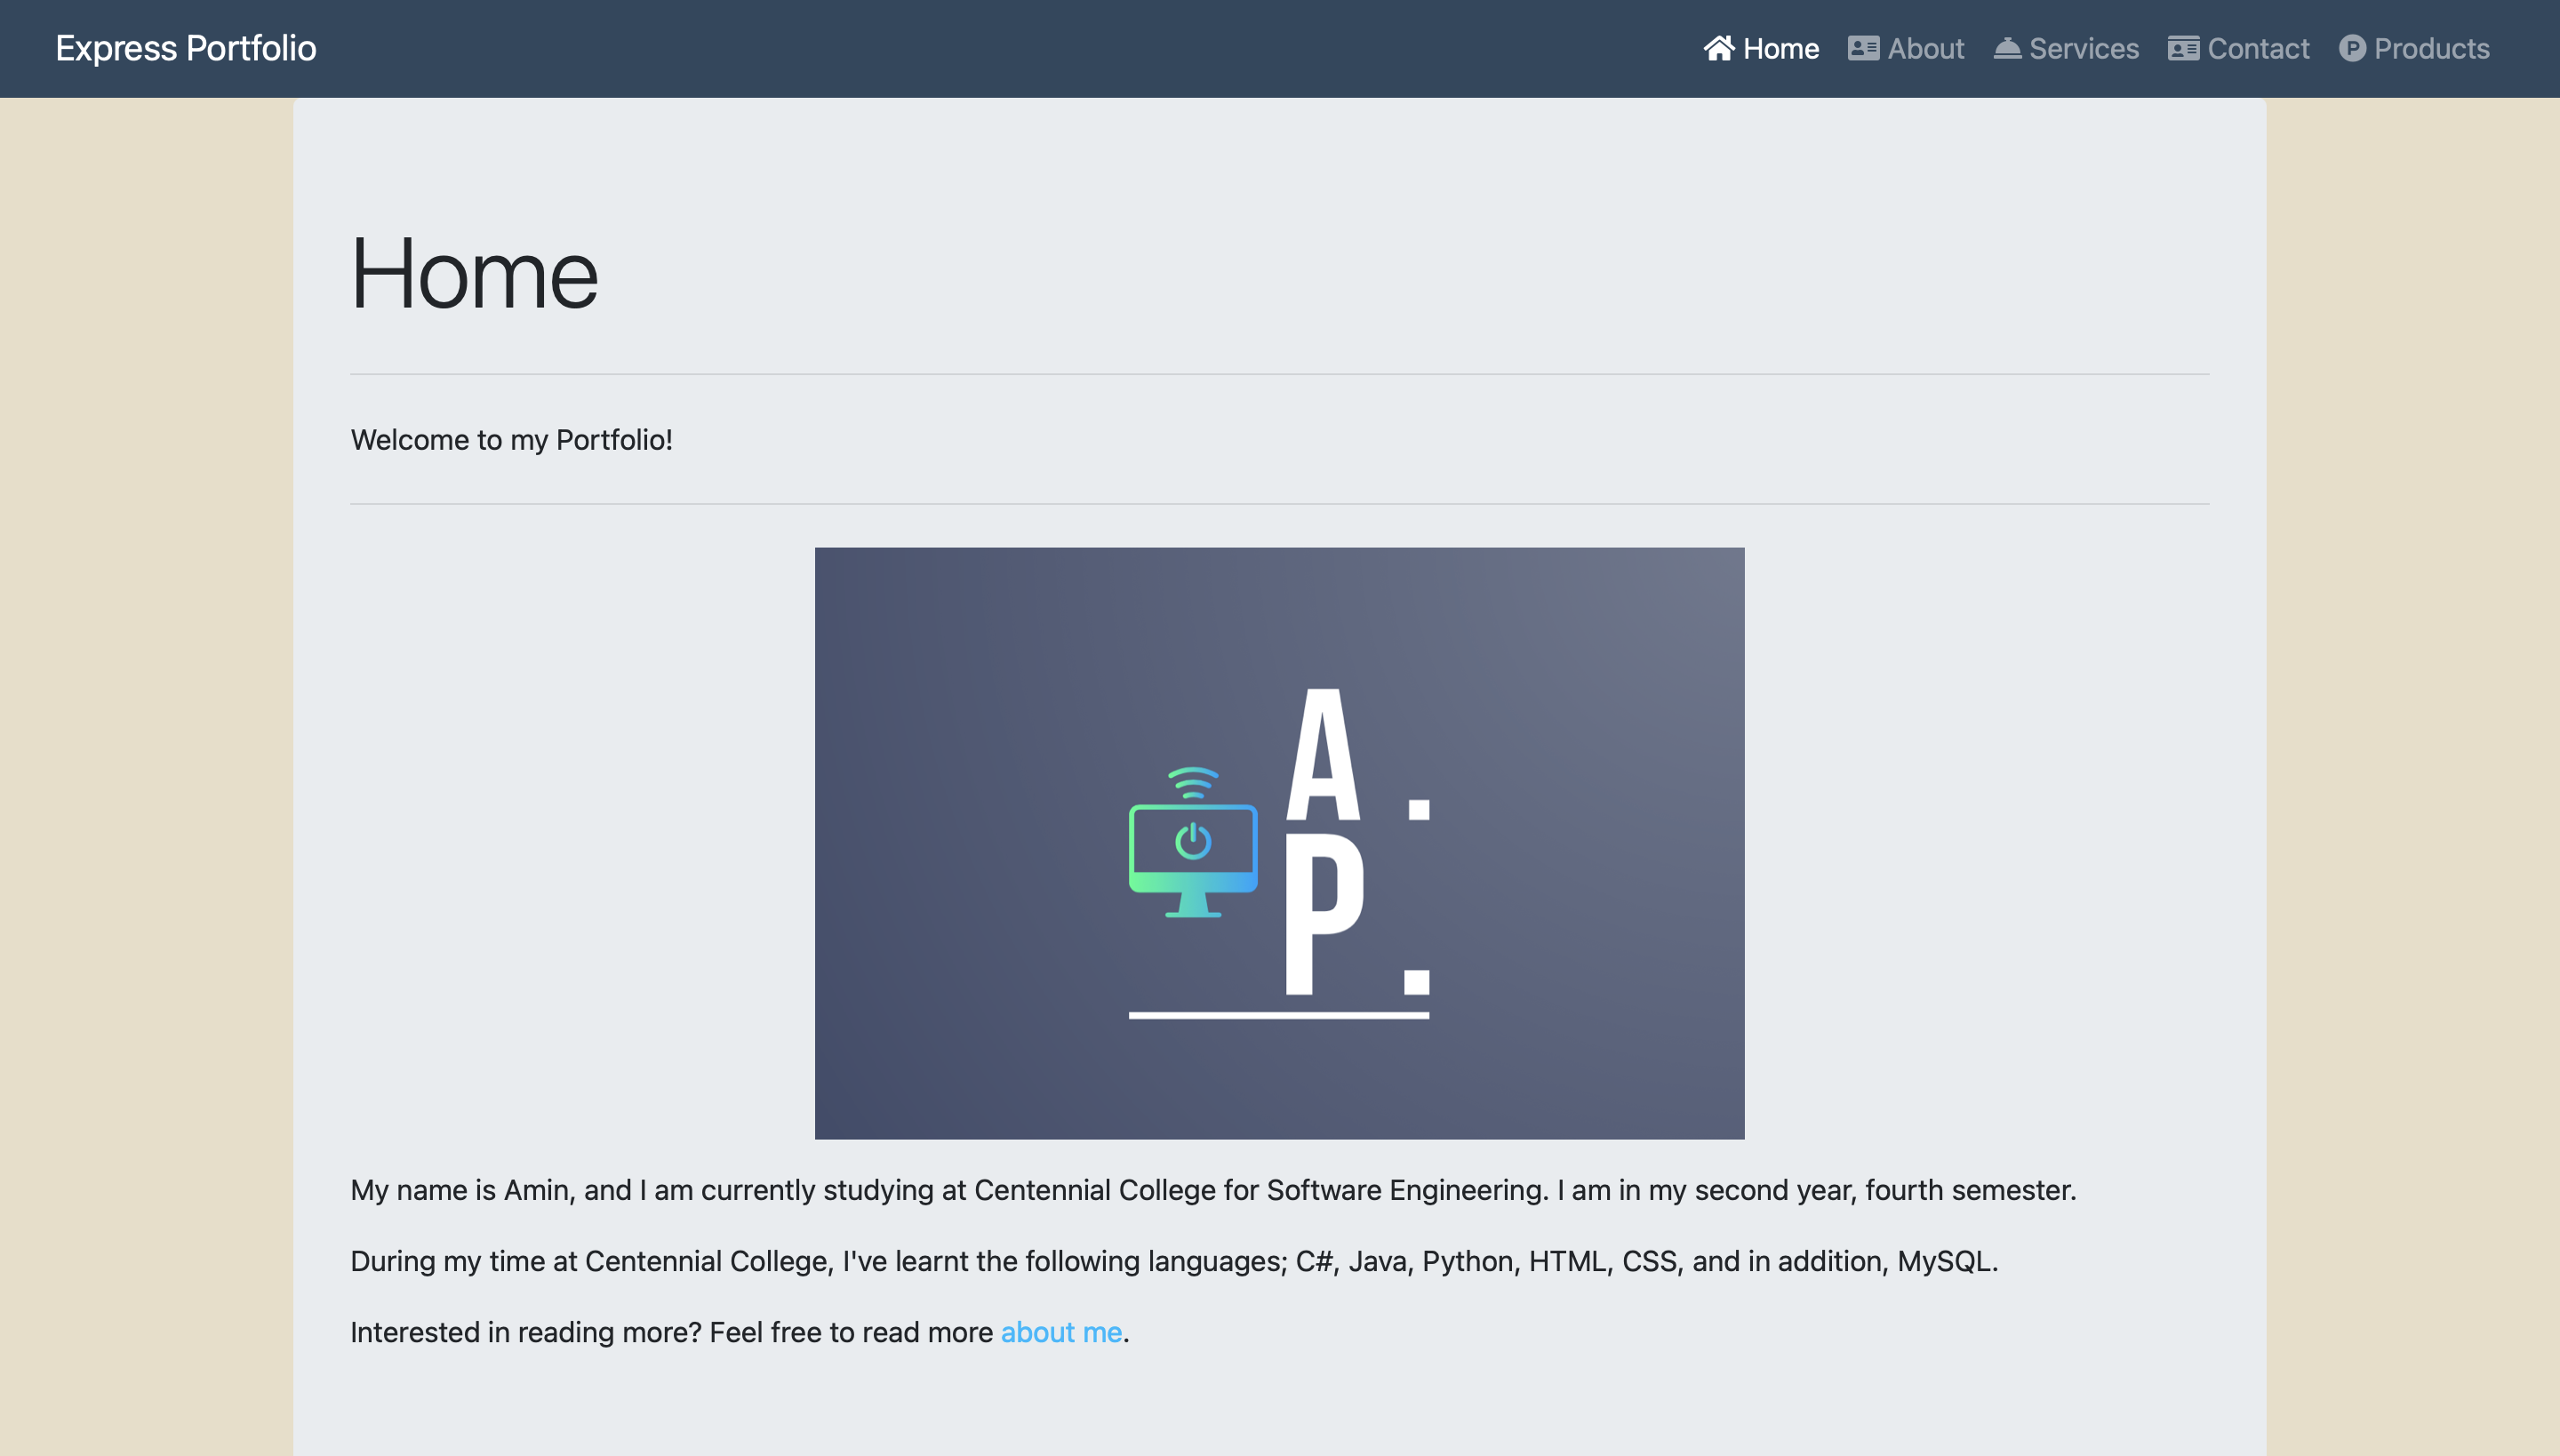 Express Portfolio
Home
About
Services
Contact
Products
Home
Welcome to my Portfolio!
A.
P.
My name is Amin, and I am currently studying at Centennial College for Software Engineering. I am in my second year, fourth semester.
During my time at Centennial College, I've learnt the following languages; C#, Java, Python, HTML, CSS, and in addition, MySQL.
Interested in reading more? Feel free to read more about me.